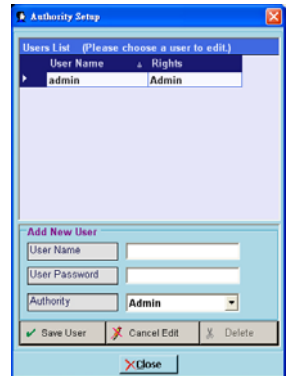 Authority Setup
Users List (Please choose a user to edit.)
User Name Rights
admin Admin
Add New User
User Name
User Password
Authority Admin
Save User Cancel Edit Delete
Close